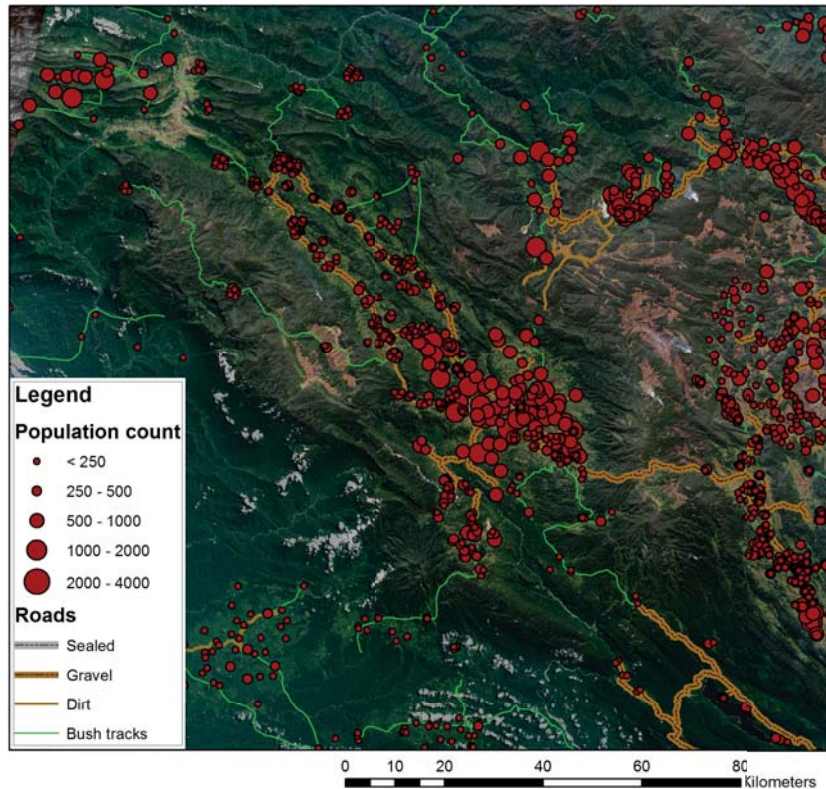 Legend
Population count
< 250
250 - 500
500 - 1000
1000 - 2000
2000 - 4000
Roads
Sealed
Gravel
Dirt
Bush tracks
0 10 20 40 60 80
Kilometers